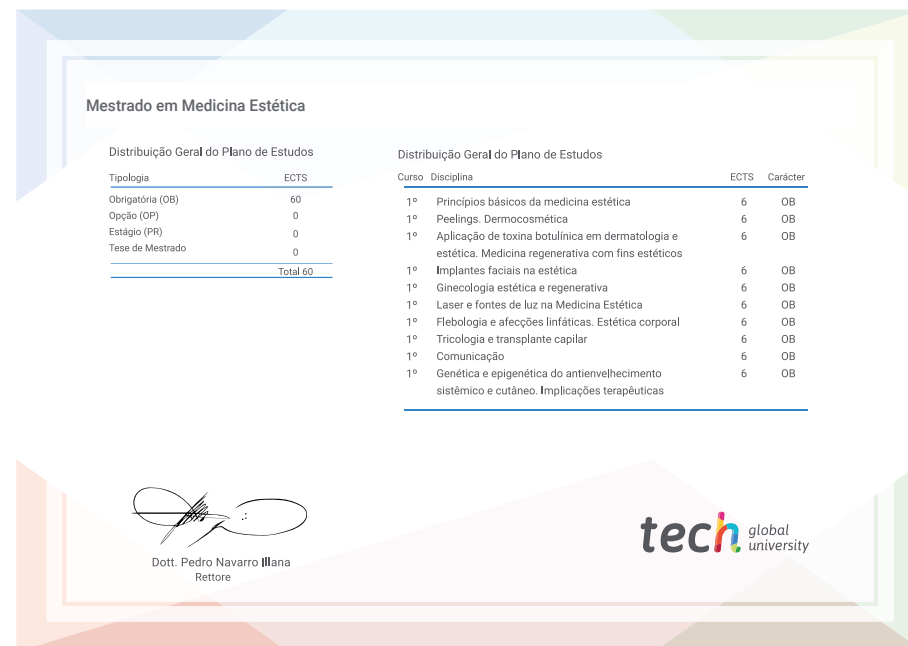 Mestrado em Medicina Estética
Distribuição Geral do Plano de Estudos
Tipologia ECTS
Obrigatória (OB) 60
Opção (OP) 0
Estágio (PR) 0
Tese de Mestrado 0
Total 60
Distribuição Geral do Plano de Estudos
Curso Disciplina ECTS Carácter
1º Princípios básicos da medicina estética 6 OB
1º Peelings. Dermocosmética 6 OB
1º Aplicação de toxina botulínica em dermatologia e 6 OB
estética. Medicina regenerativa com fins estéticos
1º Implantes faciais na estética 6 OB
1º Ginecologia estética e regenerativa 6 OB
1º Laser e fontes de luz na Medicina Estética 6 OB
1º Flebologia e afecções linfáticas. Estética corporal 6 OB
1º Tricologia e transplante capilar 6 OB
1º Comunicação 6 OB
1º Genética e epigenética do antienvelhecimento 6 OB
sistêmico e cutâneo. Implicações terapêuticas
Dott. Pedro Navarro Illana
Rettore
tech global
university